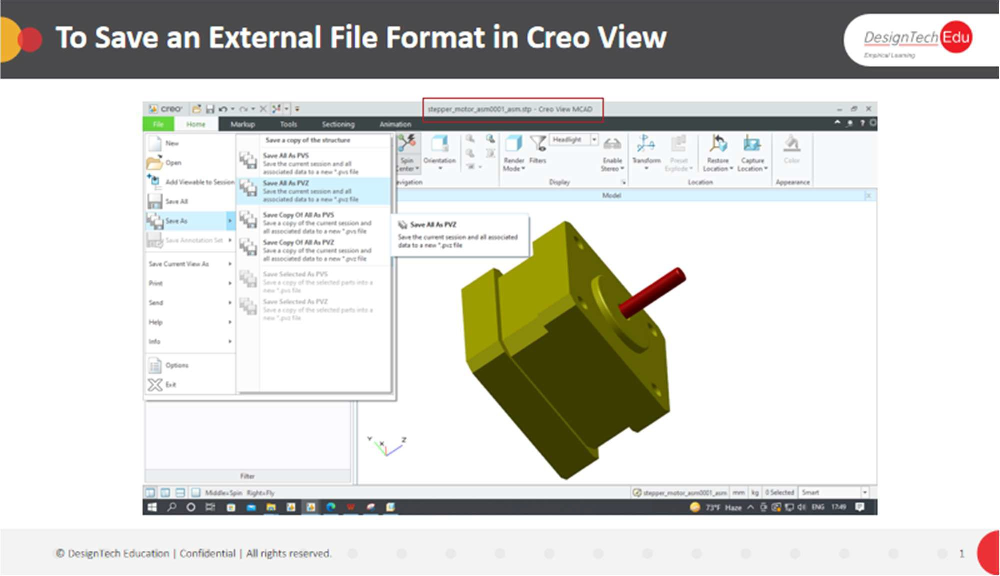 To Save an External File Format in Creo View
DesignTech Edu
Empirical Learning
creo
stepper_motor_asm0001_asm.stp - Creo View MCAD
File Home Markup Tools Sectioning Animation
New
Open
Add Viewable to Session
Save All
Save As
Save Annotation Set
Save Current View As
Print
Send
Help
Info
Options
Exit
Save a copy of the structure
Save All As PVS
Save the current session and all
associated data to a new *.pvs file
Save All As PVZ
Save the current session and all
associated data to a new *.pvz file
Save Copy Of All As PVS
Save a copy of the current session and
all associated data to a new *.pvs file
Save Copy Of All As PVZ
Save a copy of the current session and
all associated data to a new *.pvz file
Save Selected As PVS
Save a copy of the selected parts into a
new *.pvs file
Save Selected As PVZ
Save a copy of the selected parts into a
new *.pvz file
Save All As PVZ
Save the current session and all associated
data to a new *.pvz file
Spin
Center
Orientation
avigation
Render
Mode
Filters
Headlight
Enable
Stereo
Display
Transform
Preset
Explode
Restore
Location
Capture
Location
Location
Color
Appearance
Model
Y X Z
Filter
Middle=Spin Right=Fly
stepper_motor_asm0001_asm mm kg 0 Selected Smart
73°F Haze ENG 17:49
© DesignTech Education | Confidential | All rights reserved.
1